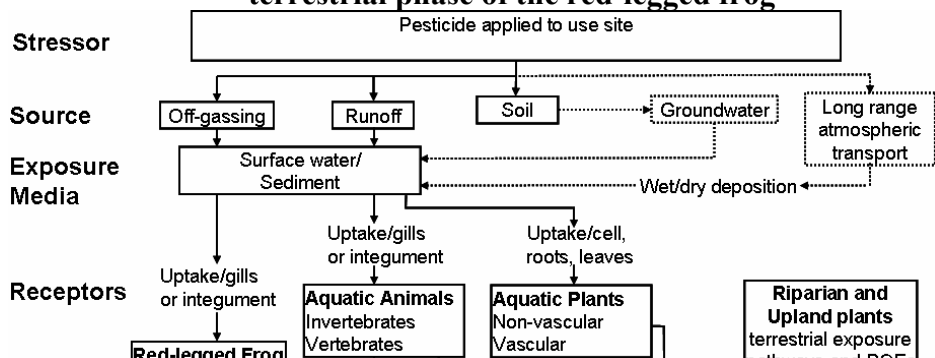 terrestrial phase of the red-legged frog
Stressor
Pesticide applied to use site
Source
Off-gassing
Runoff
Soil
Groundwater
Long range
atmospheric
transport
Exposure
Media
Surface water/
Sediment
Wet/dry deposition
Uptake/gills
or integument
Uptake/cell,
roots, leaves
Uptake/gills
or integument
Receptors
Aquatic Animals
Invertebrates
Vertebrates
Aquatic Plants
Non-vascular
Vascular
Riparian and
Upland plants
terrestrial exposure
Red-legged Frog